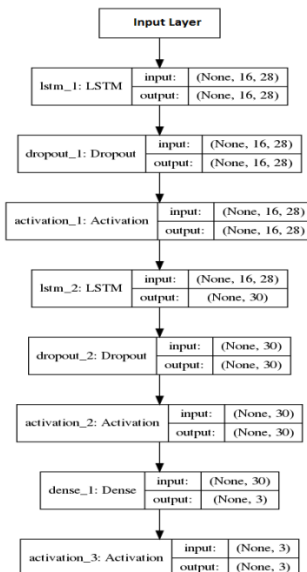 Input Layer
lstm_1: LSTM input: (None, 16, 28)
output: (None, 16, 28)
dropout_1: Dropout input: (None, 16, 28)
output: (None, 16, 28)
activation_1: Activation input: (None, 16, 28)
output: (None, 16, 28)
lstm_2: LSTM input: (None, 16, 28)
output: (None, 30)
dropout_2: Dropout input: (None, 30)
output: (None, 30)
activation_2: Activation input: (None, 30)
output: (None, 30)
dense_1: Dense input: (None, 30)
output: (None, 3)
activation_3: Activation input: (None, 3)
output: (None, 3)